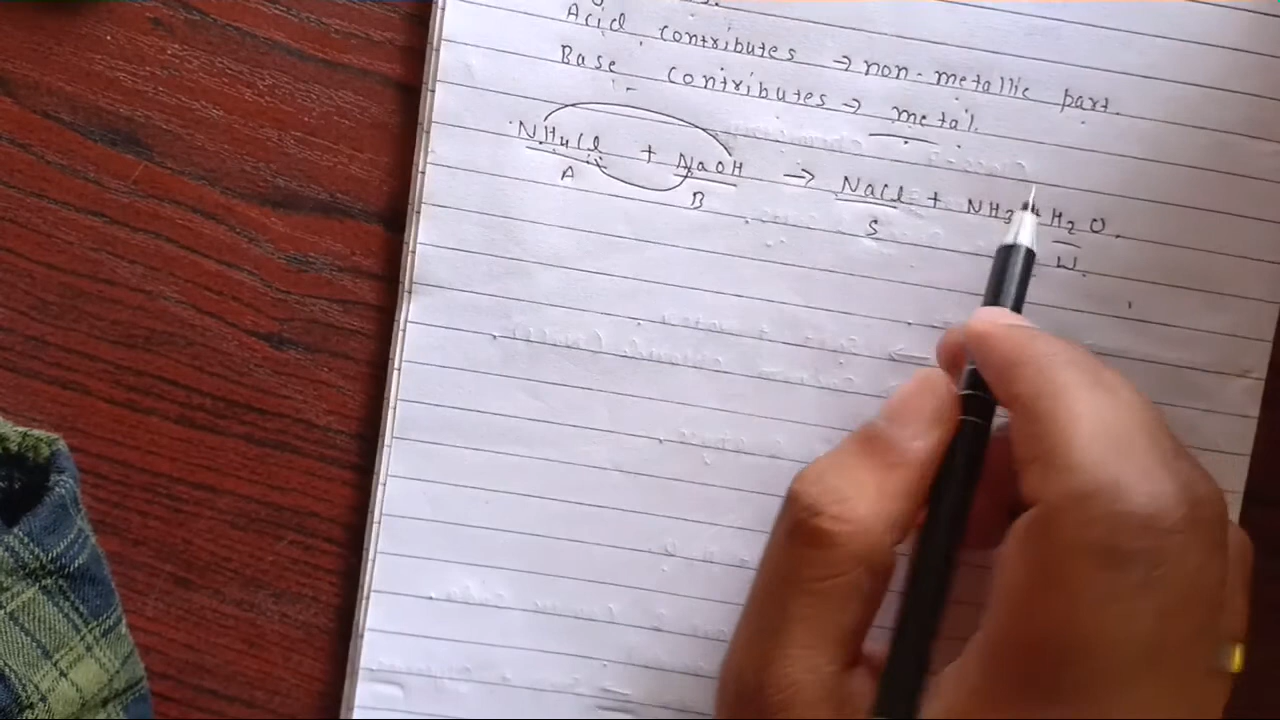 Acid contributes → non-metallic part.
Base contributes → metal.
NH4Cl + NaOH → NaCl + NH3 + H2O.
A B S W.